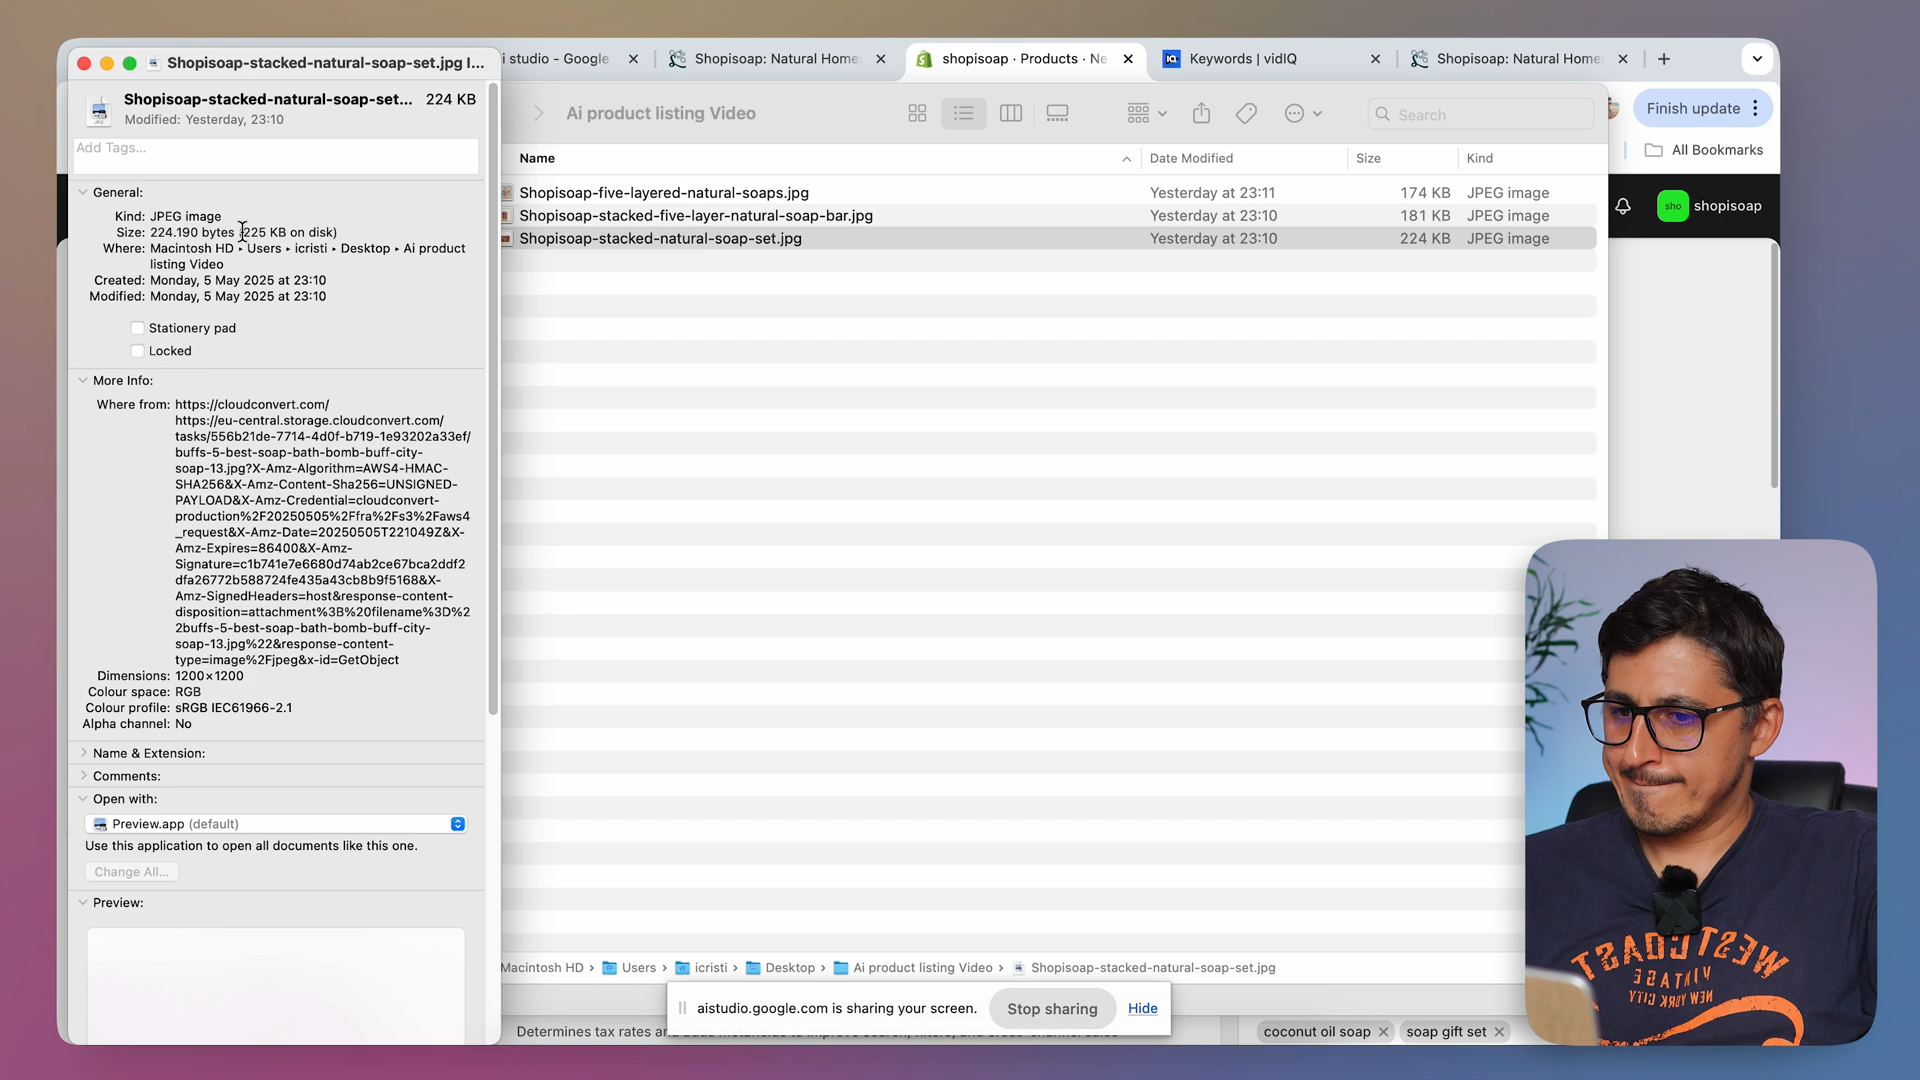 Shopisoap-stacked-natural-soap-set.jpg I...
i studio - Google
Shopisoap: Natural Home
shopisoap · Products · Ne
Keywords | vidIQ
Shopisoap: Natural Home
Shopisoap-stacked-natural-soap-set... 224 KB
Modified: Yesterday, 23:10
Add Tags...
Ai product listing Video
Search
Finish update
All Bookmarks
Name
Date Modified
Size
Kind
Shopisoap-five-layered-natural-soaps.jpg Yesterday at 23:11 174 KB JPEG image
Shopisoap-stacked-five-layer-natural-soap-bar.jpg Yesterday at 23:10 181 KB JPEG image
Shopisoap-stacked-natural-soap-set.jpg Yesterday at 23:10 224 KB JPEG image
sho shopisoap
General:
Kind: JPEG image
Size: 224.190 bytes (225 KB on disk)
Where: Macintosh HD ▸ Users ▸ icristi ▸ Desktop ▸ Ai product
listing Video
Created: Monday, 5 May 2025 at 23:10
Modified: Monday, 5 May 2025 at 23:10
Stationery pad
Locked
More Info:
Where from: https://cloudconvert.com/
https://eu-central.storage.cloudconvert.com/
tasks/556b21de-7714-4d0f-b719-1e93202a33ef/
buffs-5-best-soap-bath-bomb-buff-city-
soap-13.jpg?X-Amz-Algorithm=AWS4-HMAC-
SHA256&X-Amz-Content-Sha256=UNSIGNED-
PAYLOAD&X-Amz-Credential=cloudconvert-
production%2F20250505%2Ffra%2Fs3%2Faws4
_request&X-Amz-Date=20250505T221049Z&X-
Amz-Expires=86400&X-Amz-
Signature=c1b741e7e6680d74ab2ce67bca2ddf2
dfa26772b588724fe435a43cb8b9f5168&X-
Amz-SignedHeaders=host&response-content-
disposition=attachment%3B%20filename%3D%2
2buffs-5-best-soap-bath-bomb-buff-city-
soap-13.jpg%22&response-content-
type=image%2Fjpeg&x-id=GetObject
Dimensions: 1200×1200
Colour space: RGB
Colour profile: sRGB IEC61966-2.1
Alpha channel: No
Name & Extension:
Comments:
Open with:
Preview.app (default)
Use this application to open all documents like this one.
Change All...
Preview:
Macintosh HD › Users › icristi › Desktop › Ai product listing Video › Shopisoap-stacked-natural-soap-set.jpg
aistudio.google.com is sharing your screen.
Stop sharing
Hide
Determines tax rates and
coconut oil soap
soap gift set
WESTCOAST
VINTAGE
NEW YORK CITY